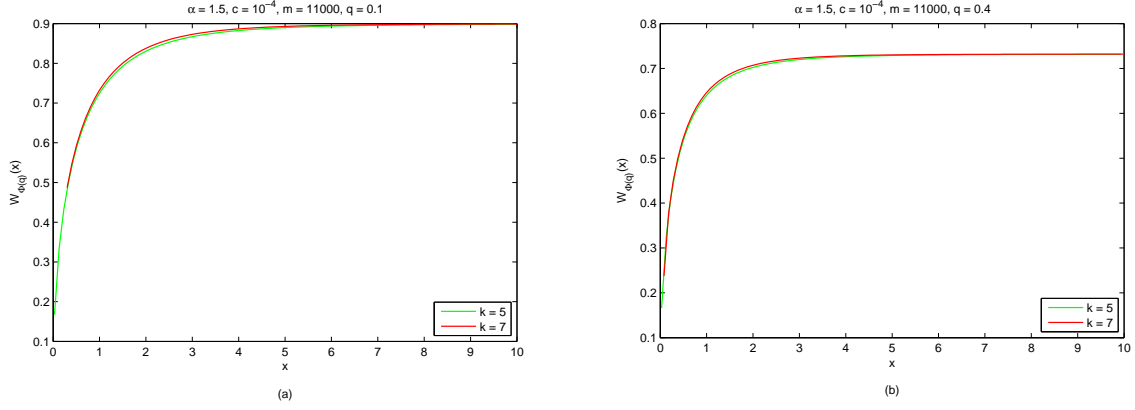 α = 1.5, c = 10⁻⁴, m = 11000, q = 0.1
0.9
0.8
0.7
0.6
0.5
0.4
0.3
0.2
0.1
W_Φ(q)(x)
k = 5
k = 7
0 1 2 3 4 5 6 7 8 9 10
x
(a)
α = 1.5, c = 10⁻⁴, m = 11000, q = 0.4
0.8
0.7
0.6
0.5
0.4
0.3
0.2
0.1
W_Φ(q)(x)
k = 5
k = 7
0 1 2 3 4 5 6 7 8 9 10
x
(b)